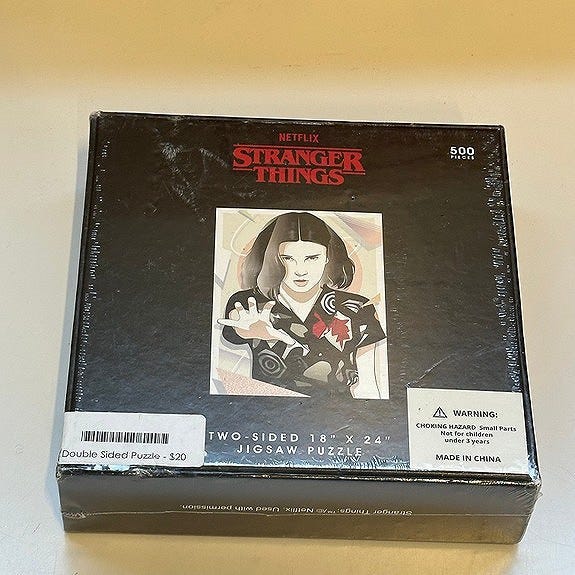 NETFLIX
STRANGER
THINGS
500
PIECES
TWO-SIDED 18" X 24"
JIGSAW PUZZLE
Double Sided Puzzle - $20
WARNING:
CHOKING HAZARD Small Parts
Not for children
under 3 years
MADE IN CHINA
Stranger Things: ™/© Netflix. Used with permission.